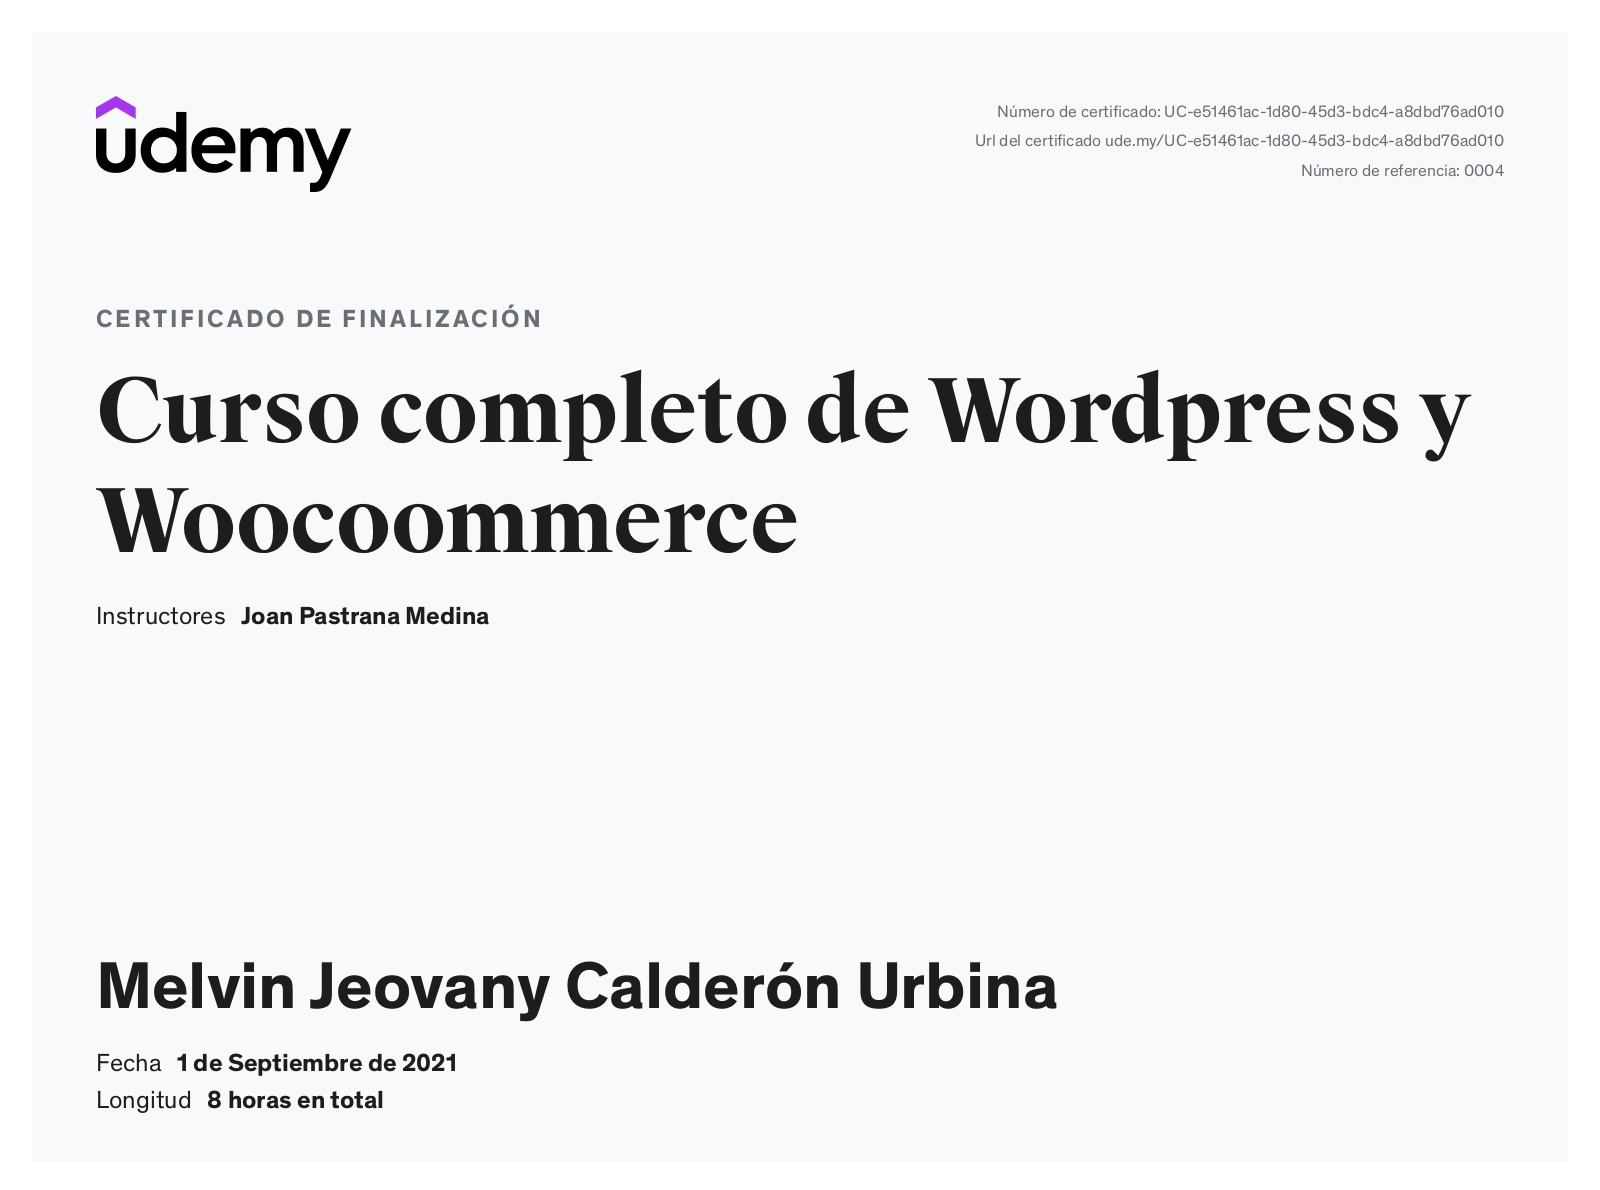 udemy
Número de certificado: UC-e51461ac-1d80-45d3-bdc4-a8dbd76ad010
Url del certificado ude.my/UC-e51461ac-1d80-45d3-bdc4-a8dbd76ad010
Número de referencia: 0004
CERTIFICADO DE FINALIZACIÓN
Curso completo de Wordpress y
Woocoommerce
Instructores Joan Pastrana Medina
Melvin Jeovany Calderón Urbina
Fecha 1 de Septiembre de 2021
Longitud 8 horas en total